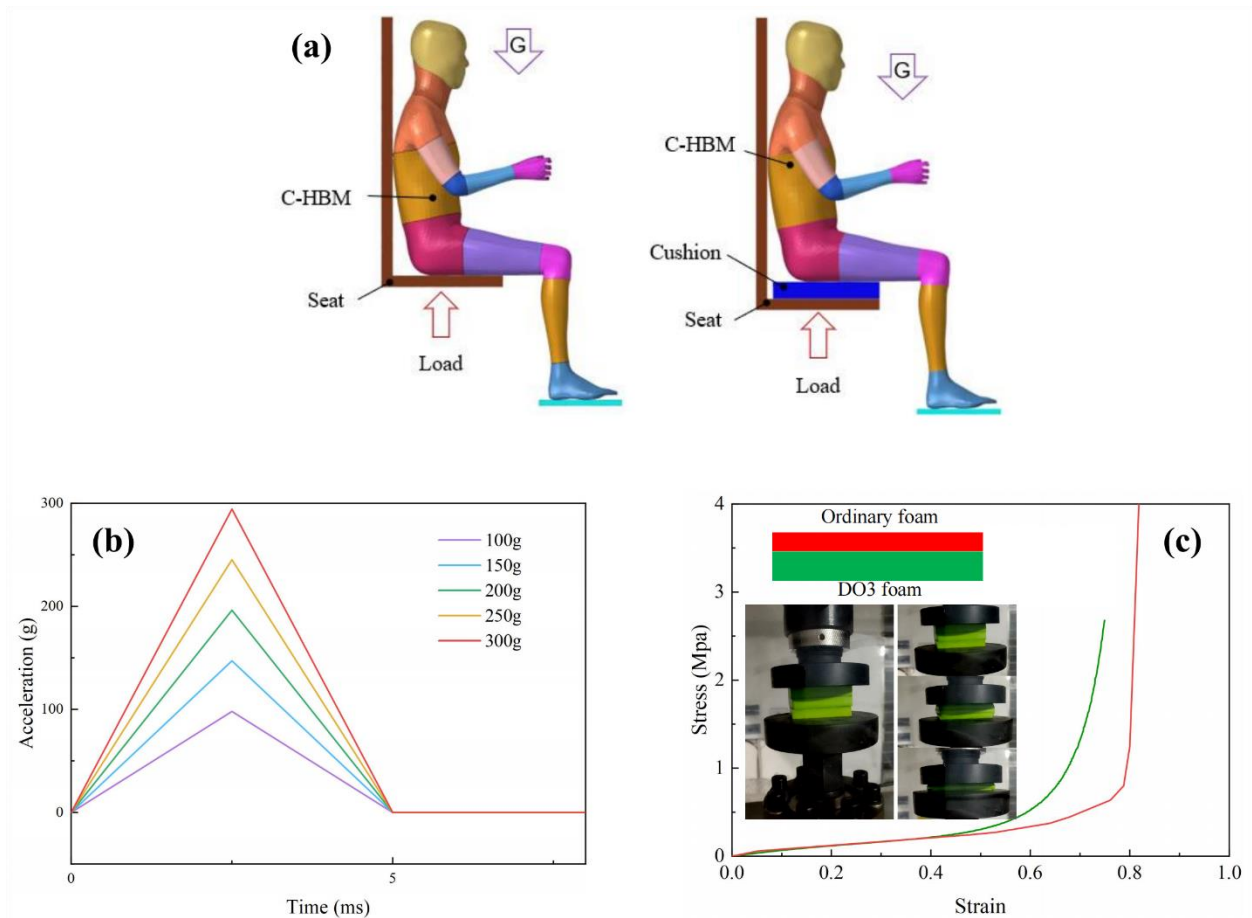 (a)
G
C-HBM
Seat
Load
G
C-HBM
Cushion
Seat
Load
(b)
300
200
100
0
Acceleration (g)
100g
150g
200g
250g
300g
0
5
Time (ms)
(c)
4
3
2
1
0
Stress (Mpa)
Ordinary foam
DO3 foam
0.0
0.2
0.4
0.6
0.8
1.0
Strain